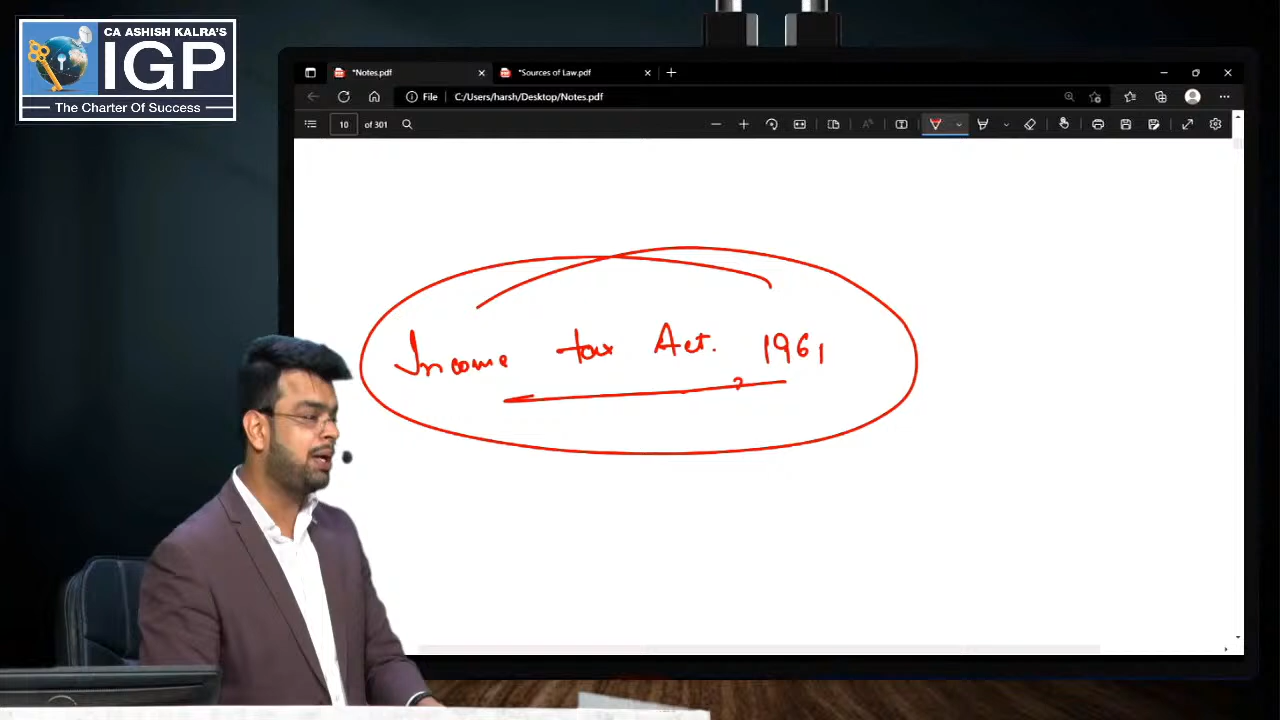 CA ASHISH KALRA'S
IGP
The Charter Of Success
*Notes.pdf
*Sources of Law.pdf
File
C:/Users/harsh/Desktop/Notes.pdf
10 of 301
Income tax Act. 1961